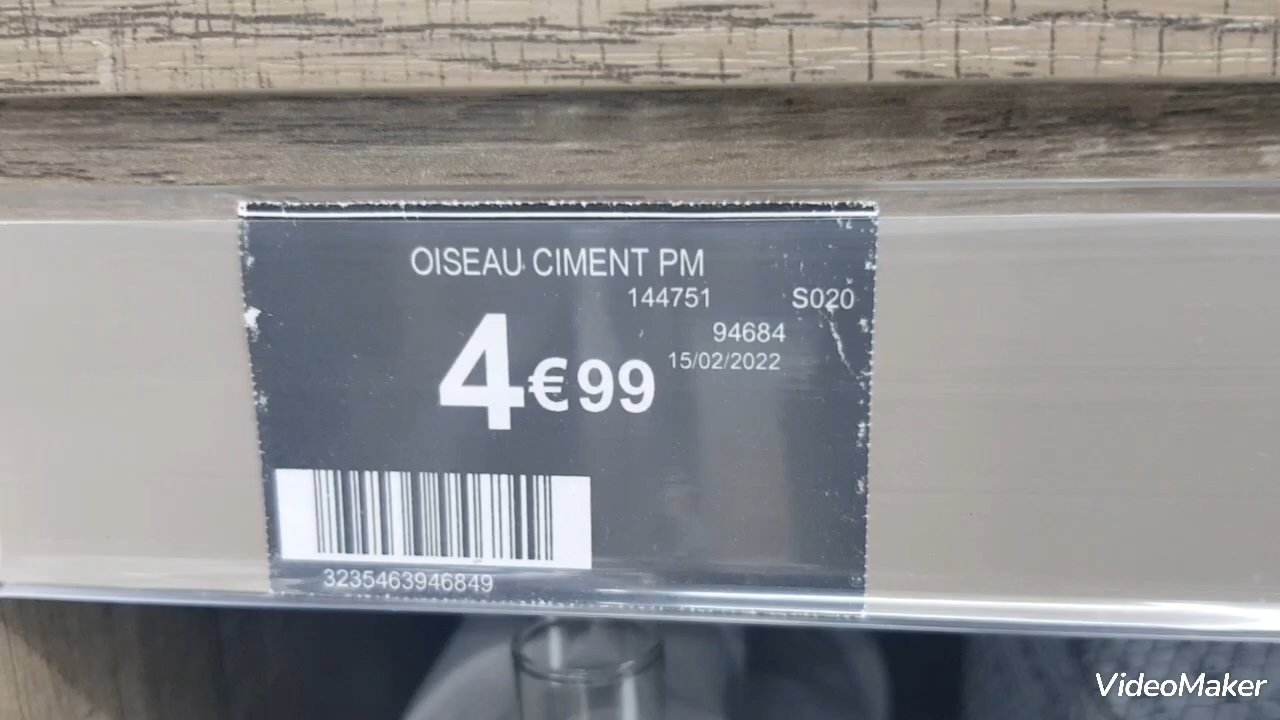 OISEAU CIMENT PM
144751 S020
94684
4€99 15/02/2022
3235463946849
VideoMaker